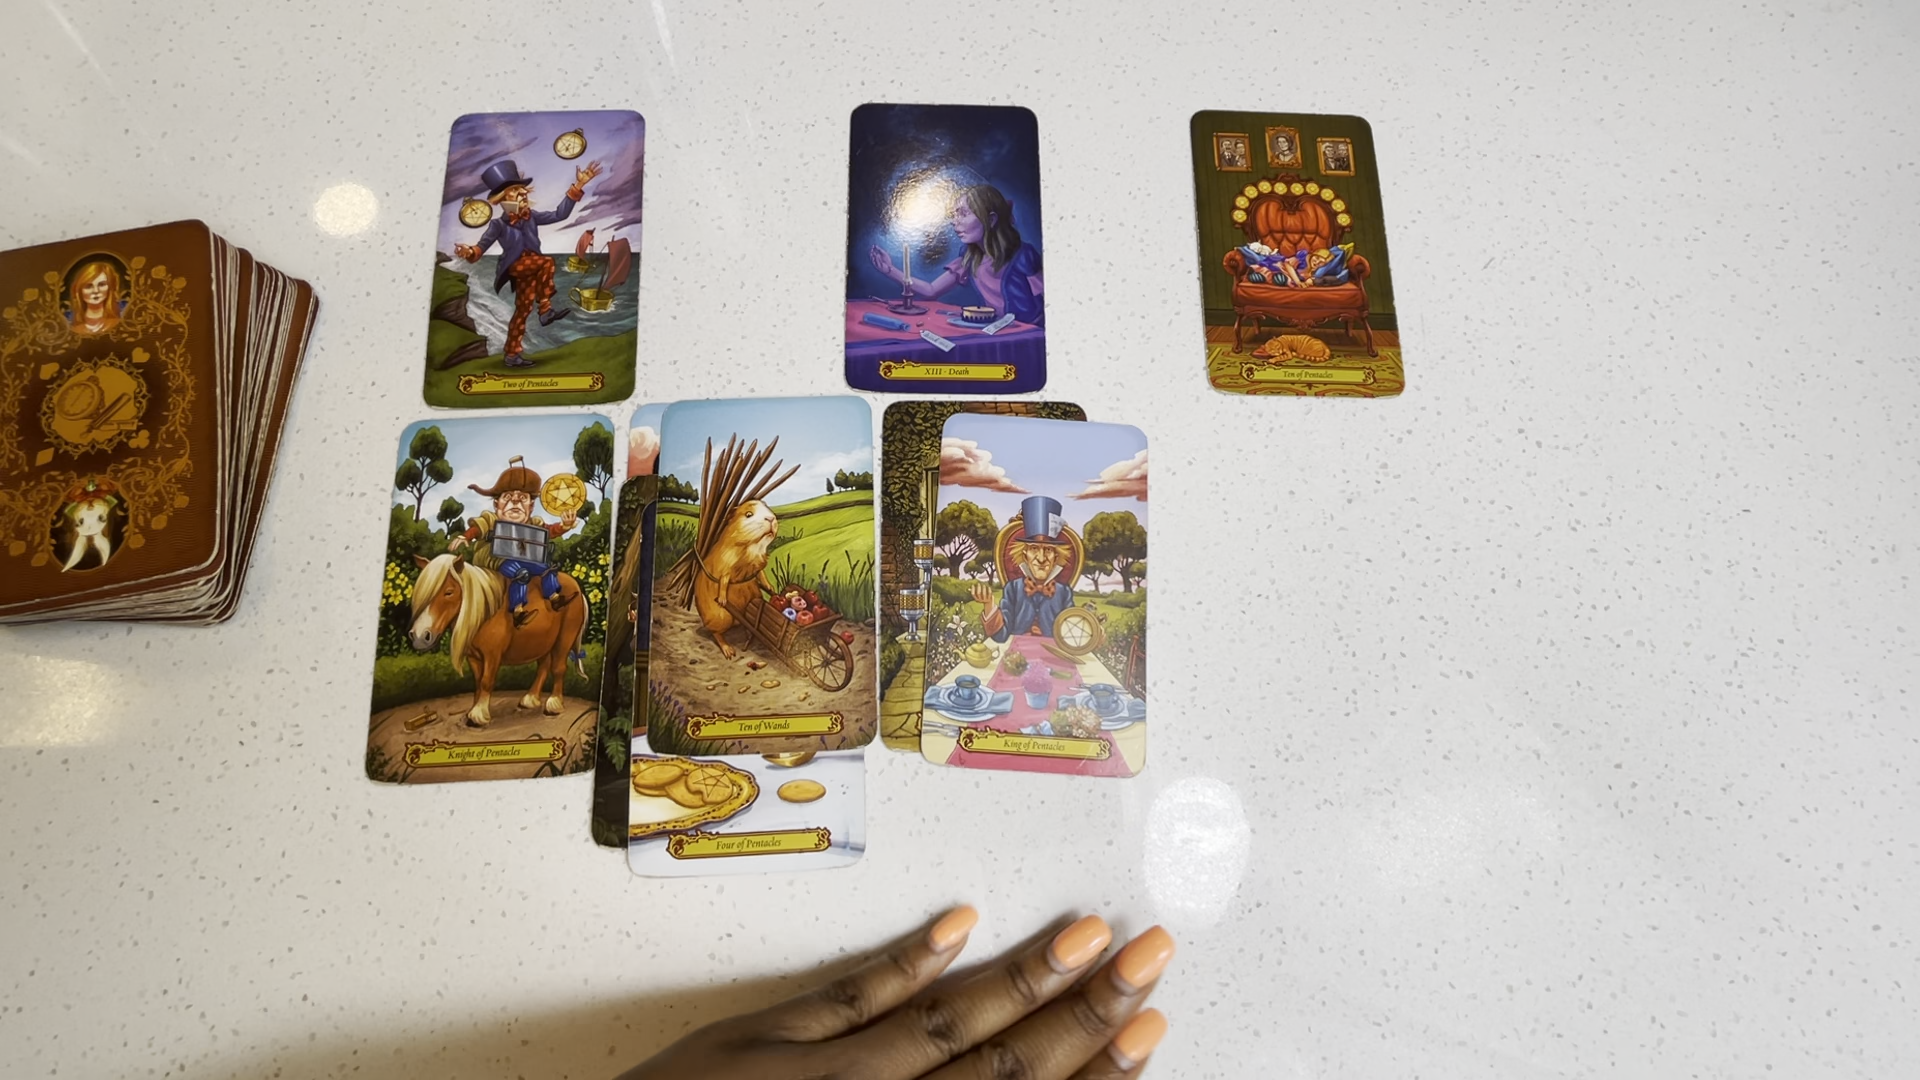 Two of Pentacles
XIII - Death
Ten of Pentacles
Knight of Pentacles
Ten of Wands
King of Pentacles
Four of Pentacles